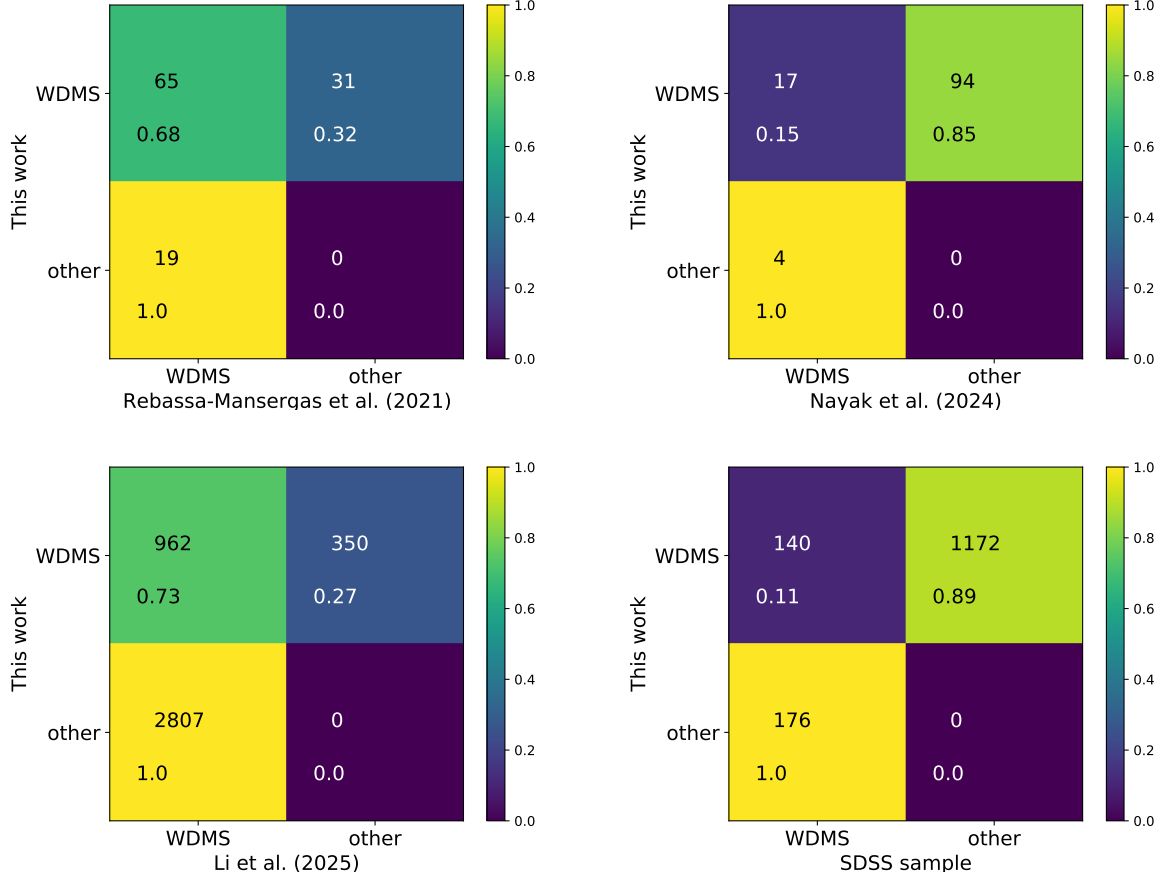 This work
WDMS
other
65
31
0.68
0.32
19
0
1.0
0.0
WDMS
other
Rebassa-Mansergas et al. (2021)
1.0
0.8
0.6
0.4
0.2
0.0
This work
WDMS
other
17
94
0.15
0.85
4
0
1.0
0.0
WDMS
other
Nayak et al. (2024)
1.0
0.8
0.6
0.4
0.2
0.0
This work
WDMS
other
962
350
0.73
0.27
2807
0
1.0
0.0
WDMS
other
Li et al. (2025)
1.0
0.8
0.6
0.4
0.2
0.0
This work
WDMS
other
140
1172
0.11
0.89
176
0
1.0
0.0
WDMS
other
SDSS sample
1.0
0.8
0.6
0.4
0.2
0.0